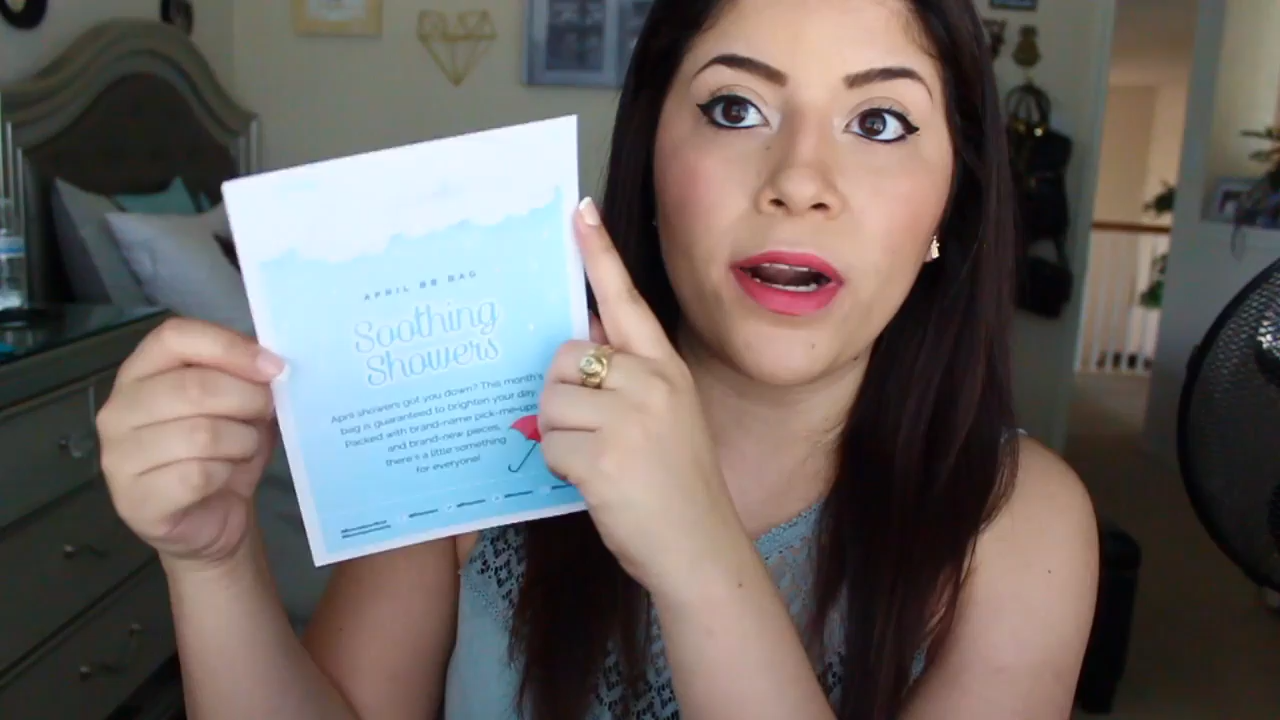 APRIL BB BAG
Soothing
Showers
April showers got you down? This month's
bag is guaranteed to brighten your day.
Packed with brand-name pick-me-ups
and brand-new pieces,
there's a little something
for everyone!